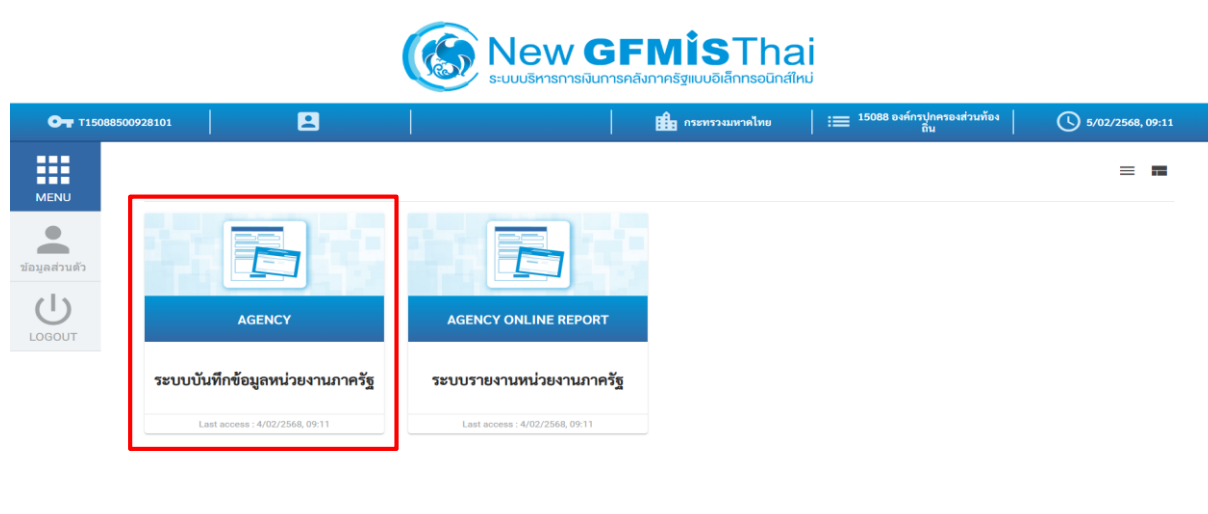 New GFMIS Thai
ระบบบริหารการเงินการคลังภาครัฐแบบอิเล็กทรอนิกส์ใหม่
T15088500928101
กระทรวงมหาดไทย
15088 องค์กรปกครองส่วนท้อง
ถิ่น
5/02/2568, 09:11
MENU
ข้อมูลส่วนตัว
LOGOUT
AGENCY
ระบบบันทึกข้อมูลหน่วยงานภาครัฐ
Last access : 4/02/2568, 09:11
AGENCY ONLINE REPORT
ระบบรายงานหน่วยงานภาครัฐ
Last access : 4/02/2568, 09:11